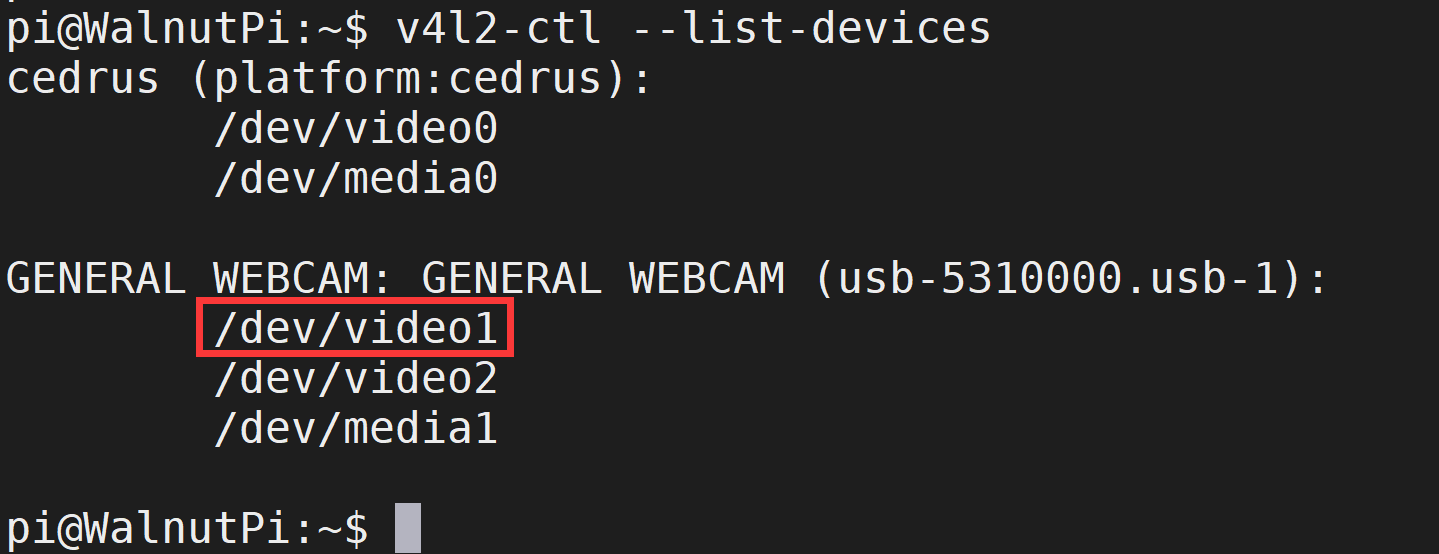 pi@WalnutPi:~$ v4l2-ctl --list-devices
cedrus (platform:cedrus):
/dev/video0
/dev/media0
GENERAL WEBCAM: GENERAL WEBCAM (usb-5310000.usb-1):
/dev/video1
/dev/video2
/dev/media1
pi@WalnutPi:~$